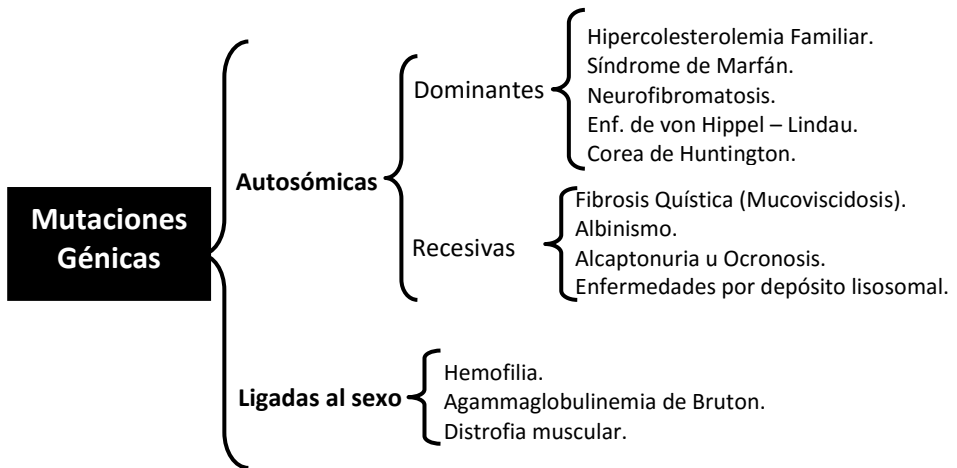 Mutaciones
Génicas
Autosómicas
Dominantes
Hipercolesterolemia Familiar.
Síndrome de Marfán.
Neurofibromatosis.
Enf. de von Hippel – Lindau.
Corea de Huntington.
Recesivas
Fibrosis Quística (Mucoviscidosis).
Albinismo.
Alcaptonuria u Ocronosis.
Enfermedades por depósito lisosomal.
Ligadas al sexo
Hemofilia.
Agammaglobulinemia de Bruton.
Distrofia muscular.